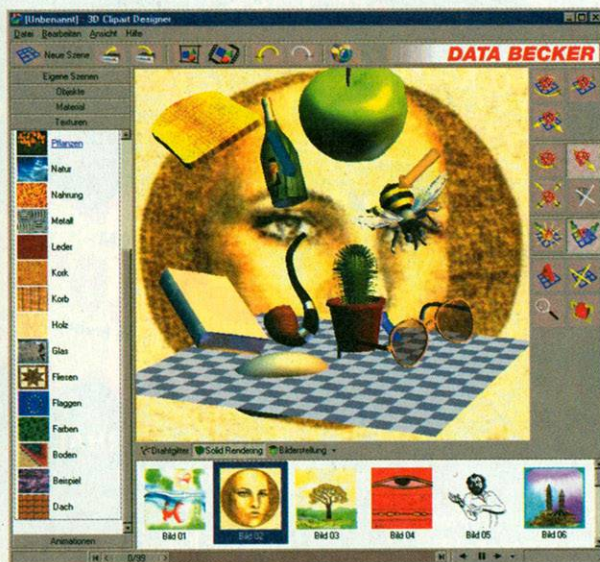 [Unbenannt] - 3D Clipart Designer
Datei Bearbeiten Ansicht Hilfe
Neue Szene
DATA BECKER
Eigene Szenen
Objekte
Material
Texturen
Pflanzen
Natur
Nahrung
Metall
Leder
Kork
Korb
Holz
Glas
Fliesen
Flaggen
Farben
Boden
Beispiel
Dach
Animationen
Drahtgitter Solid Rendering Bilderstellung
Bild 01 Bild 02 Bild 03 Bild 04 Bild 05 Bild 06
0/99